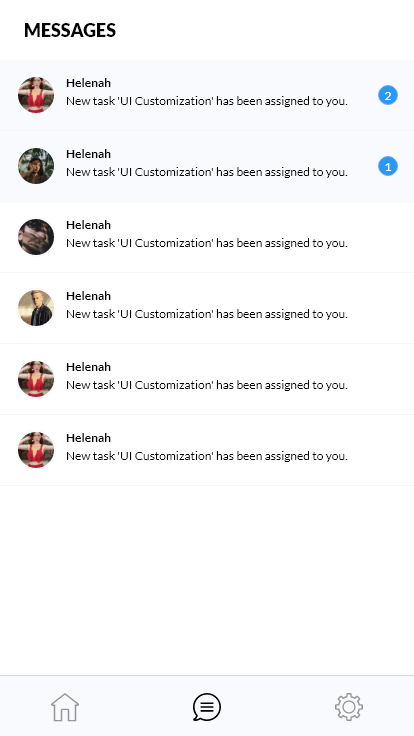 MESSAGES
Helenah
New task 'UI Customization' has been assigned to you.
2
Helenah
New task 'UI Customization' has been assigned to you.
1
Helenah
New task 'UI Customization' has been assigned to you.
Helenah
New task 'UI Customization' has been assigned to you.
Helenah
New task 'UI Customization' has been assigned to you.
Helenah
New task 'UI Customization' has been assigned to you.